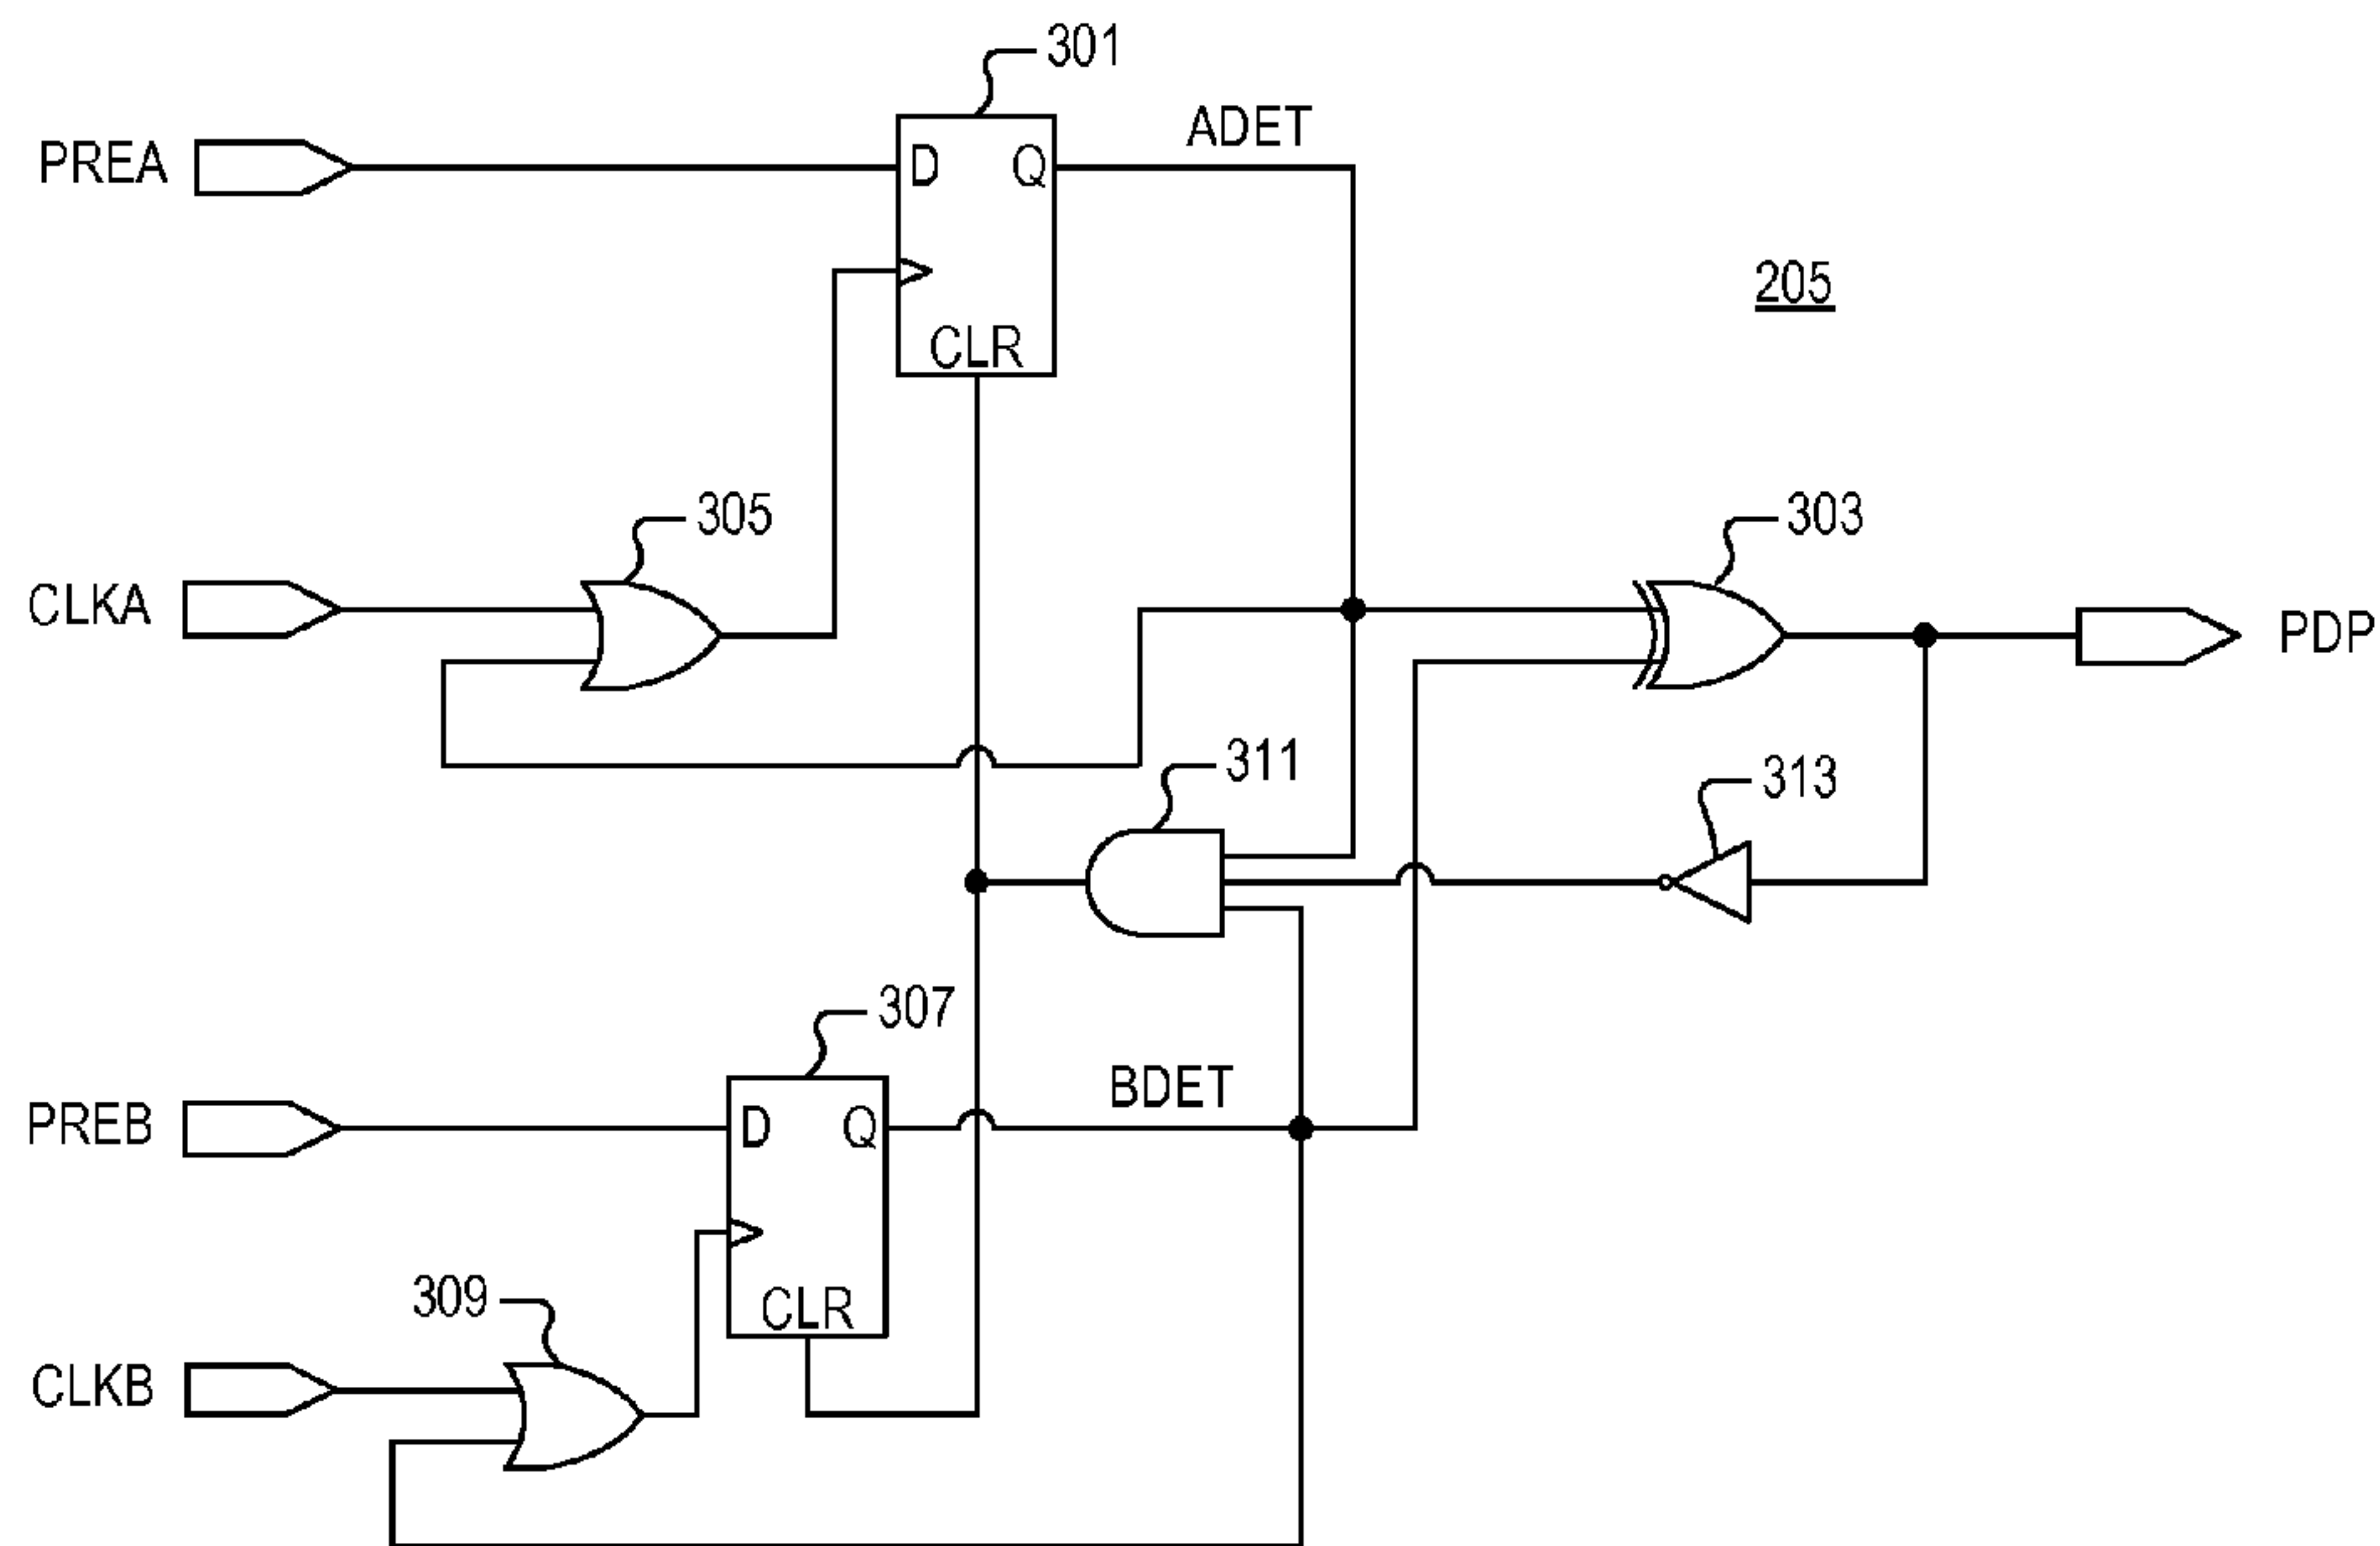 301
ADET
PREA
D
Q
205
CLR
305
303
CLKA
PDP
311
313
307
BDET
PREB
D
Q
309
CLR
CLKB